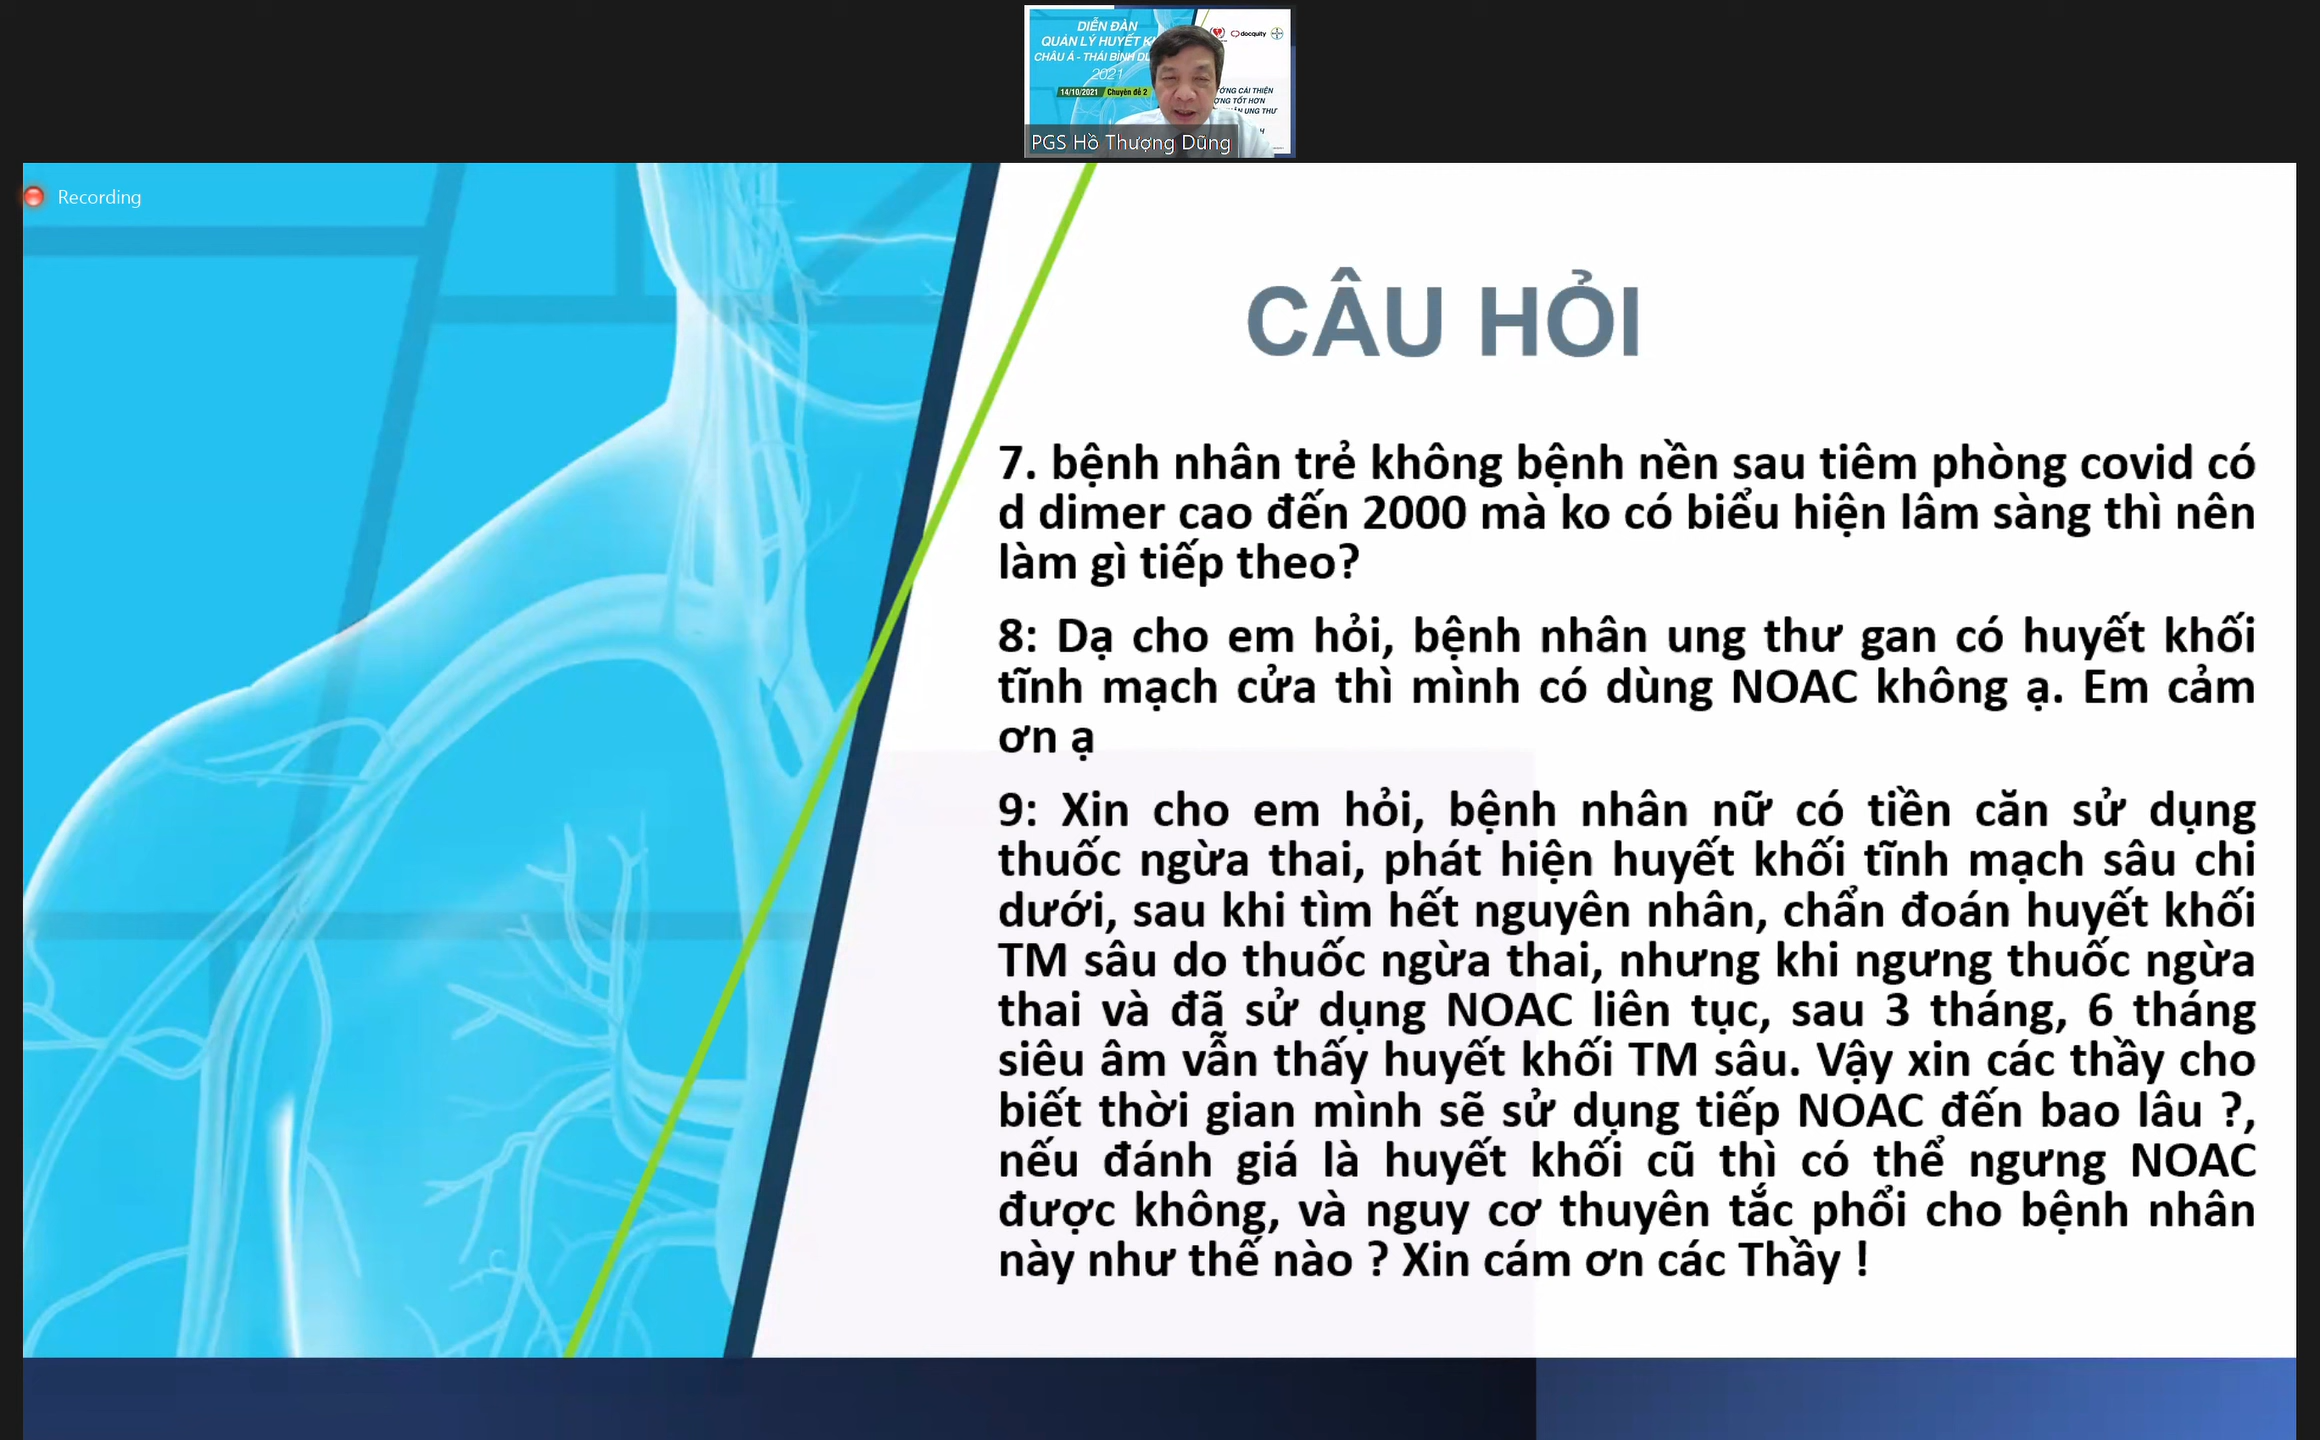 DIỄN ĐÀN
QUẢN LÝ HUYẾT
CHÂU Á - THÁI BÌNH
2021
14/10/2021 Chuyên đề 2
docquity
CẢI THIỆN
TỐT HƠN
UNG THƯ
PGS Hồ Thượng Dũng
Recording
CÂU HỎI
7. bệnh nhân trẻ không bệnh nền sau tiêm phòng covid có
d dimer cao đến 2000 mà ko có biểu hiện lâm sàng thì nên
làm gì tiếp theo?
8: Dạ cho em hỏi, bệnh nhân ung thư gan có huyết khối
tĩnh mạch cửa thì mình có dùng NOAC không ạ. Em cảm
ơn ạ
9: Xin cho em hỏi, bệnh nhân nữ có tiền căn sử dụng
thuốc ngừa thai, phát hiện huyết khối tĩnh mạch sâu chi
dưới, sau khi tìm hết nguyên nhân, chẩn đoán huyết khối
TM sâu do thuốc ngừa thai, nhưng khi ngưng thuốc ngừa
thai và đã sử dụng NOAC liên tục, sau 3 tháng, 6 tháng
siêu âm vẫn thấy huyết khối TM sâu. Vậy xin các thầy cho
biết thời gian mình sẽ sử dụng tiếp NOAC đến bao lâu ?,
nếu đánh giá là huyết khối cũ thì có thể ngưng NOAC
được không, và nguy cơ thuyên tắc phổi cho bệnh nhân
này như thế nào ? Xin cám ơn các Thầy !